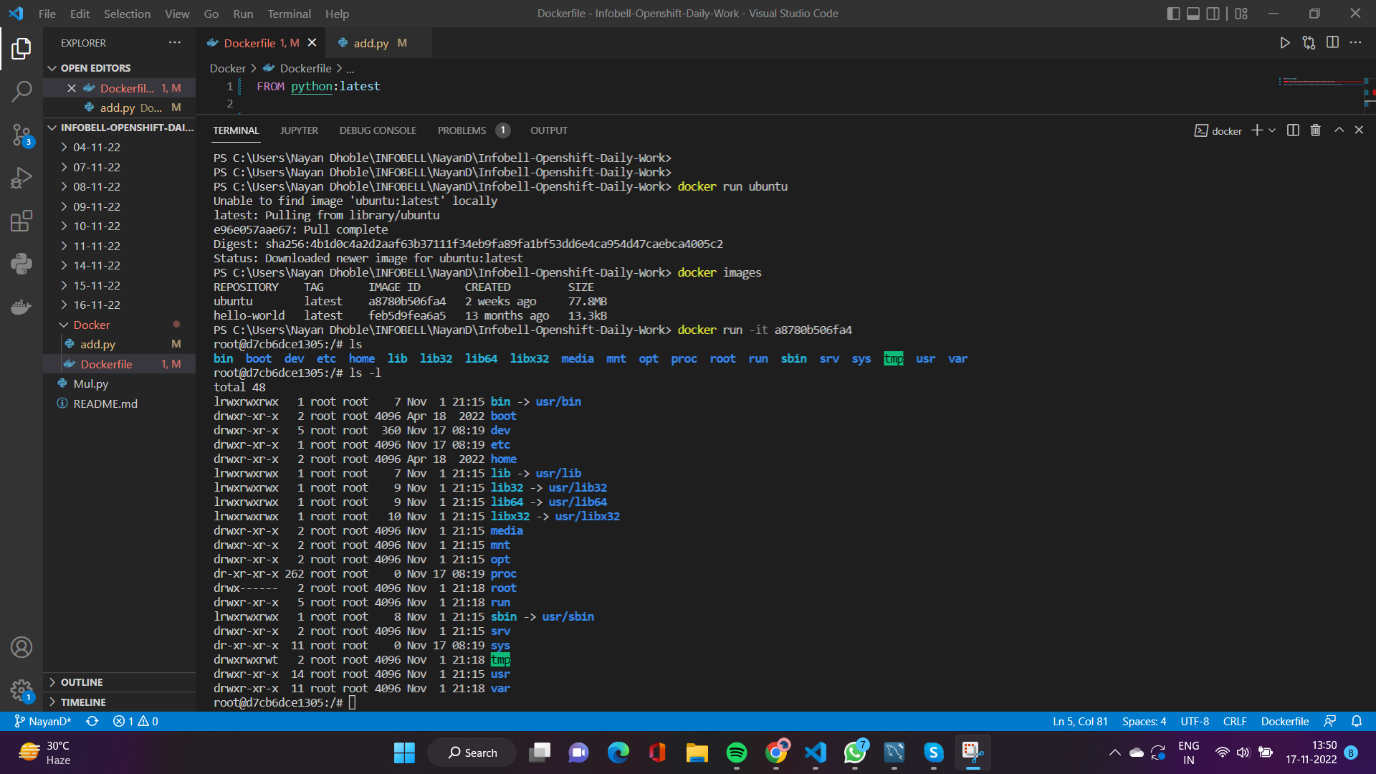 File Edit Selection View Go Run Terminal Help
Dockerfile - Infobell-Openshift-Daily-Work - Visual Studio Code
EXPLORER ...
OPEN EDITORS
Dockerfil... 1, M
add.py Do... M
INFOBELL-OPENSHIFT-DAI...
04-11-22
07-11-22
08-11-22
09-11-22
10-11-22
11-11-22
14-11-22
15-11-22
16-11-22
Docker
add.py M
Dockerfile 1, M
Mul.py
README.md
OUTLINE
TIMELINE
Dockerfile 1, M
add.py M
Docker > Dockerfile > ...
1 FROM python:latest
2
TERMINAL JUPYTER DEBUG CONSOLE PROBLEMS 1 OUTPUT
docker
PS C:\Users\Nayan Dhoble\INFOBELL\NayanD\Infobell-Openshift-Daily-Work>
PS C:\Users\Nayan Dhoble\INFOBELL\NayanD\Infobell-Openshift-Daily-Work>
PS C:\Users\Nayan Dhoble\INFOBELL\NayanD\Infobell-Openshift-Daily-Work> docker run ubuntu
Unable to find image 'ubuntu:latest' locally
latest: Pulling from library/ubuntu
e96e057aae67: Pull complete
Digest: sha256:4b1d0c4a2d2aaf63b37111f34eb9fa89fa1bf53dd6e4ca954d47caebca4005c2
Status: Downloaded newer image for ubuntu:latest
PS C:\Users\Nayan Dhoble\INFOBELL\NayanD\Infobell-Openshift-Daily-Work> docker images
REPOSITORY TAG IMAGE ID CREATED SIZE
ubuntu latest a8780b506fa4 2 weeks ago 77.8MB
hello-world latest feb5d9fea6a5 13 months ago 13.3kB
PS C:\Users\Nayan Dhoble\INFOBELL\NayanD\Infobell-Openshift-Daily-Work> docker run -it a8780b506fa4
root@d7cb6dce1305:/# ls
bin boot dev etc home lib lib32 lib64 libx32 media mnt opt proc root run sbin srv sys tmp usr var
root@d7cb6dce1305:/# ls -l
total 48
lrwxrwxrwx 1 root root 7 Nov 1 21:15 bin -> usr/bin
drwxr-xr-x 2 root root 4096 Apr 18 2022 boot
drwxr-xr-x 5 root root 360 Nov 17 08:19 dev
drwxr-xr-x 1 root root 4096 Nov 17 08:19 etc
drwxr-xr-x 2 root root 4096 Apr 18 2022 home
lrwxrwxrwx 1 root root 7 Nov 1 21:15 lib -> usr/lib
lrwxrwxrwx 1 root root 9 Nov 1 21:15 lib32 -> usr/lib32
lrwxrwxrwx 1 root root 9 Nov 1 21:15 lib64 -> usr/lib64
lrwxrwxrwx 1 root root 10 Nov 1 21:15 libx32 -> usr/libx32
drwxr-xr-x 2 root root 4096 Nov 1 21:15 media
drwxr-xr-x 2 root root 4096 Nov 1 21:15 mnt
drwxr-xr-x 2 root root 4096 Nov 1 21:15 opt
dr-xr-xr-x 262 root root 0 Nov 17 08:19 proc
drwx------ 2 root root 4096 Nov 1 21:18 root
drwxr-xr-x 5 root root 4096 Nov 1 21:18 run
lrwxrwxrwx 1 root root 8 Nov 1 21:15 sbin -> usr/sbin
drwxr-xr-x 2 root root 4096 Nov 1 21:15 srv
dr-xr-xr-x 11 root root 0 Nov 17 08:19 sys
drwxrwxrwt 2 root root 4096 Nov 1 21:18 tmp
drwxr-xr-x 14 root root 4096 Nov 1 21:15 usr
drwxr-xr-x 11 root root 4096 Nov 1 21:18 var
root@d7cb6dce1305:/#
3
1
NayanD* 1 0 Ln 5, Col 81 Spaces: 4 UTF-8 CRLF Dockerfile
30°C
Haze
Search
7
ENG
IN
13:50
17-11-2022
8